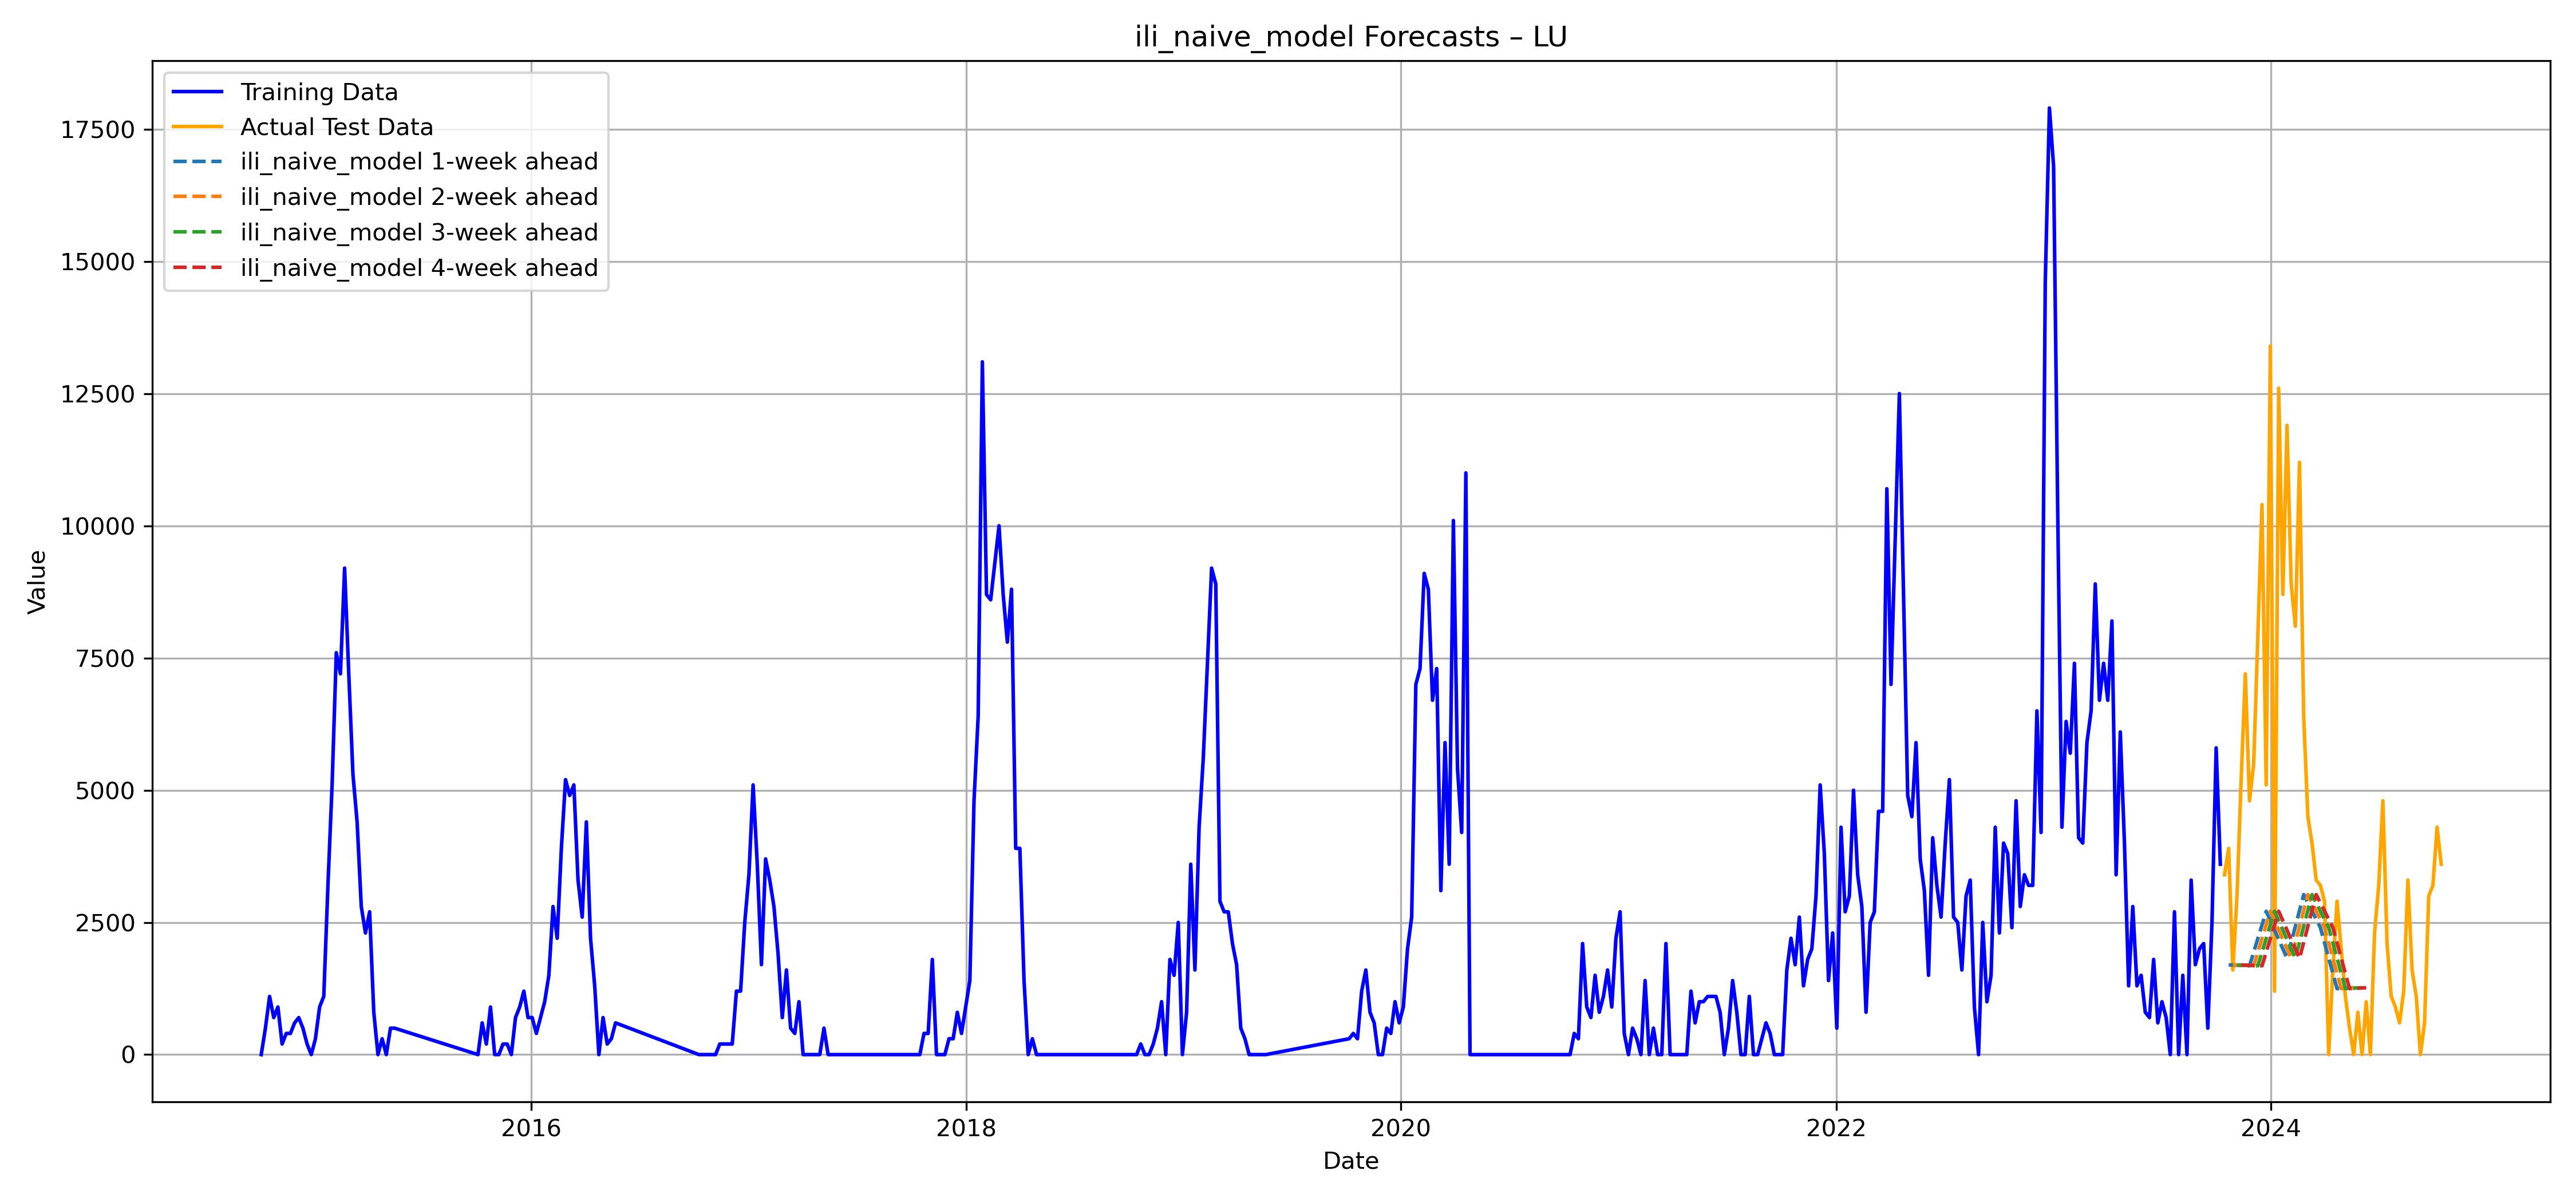 ili_naive_model Forecasts – LU
Training Data
Actual Test Data
ili_naive_model 1-week ahead
ili_naive_model 2-week ahead
ili_naive_model 3-week ahead
ili_naive_model 4-week ahead
17500
15000
12500
10000
7500
5000
2500
0
Value
2016
2018
2020
2022
2024
Date